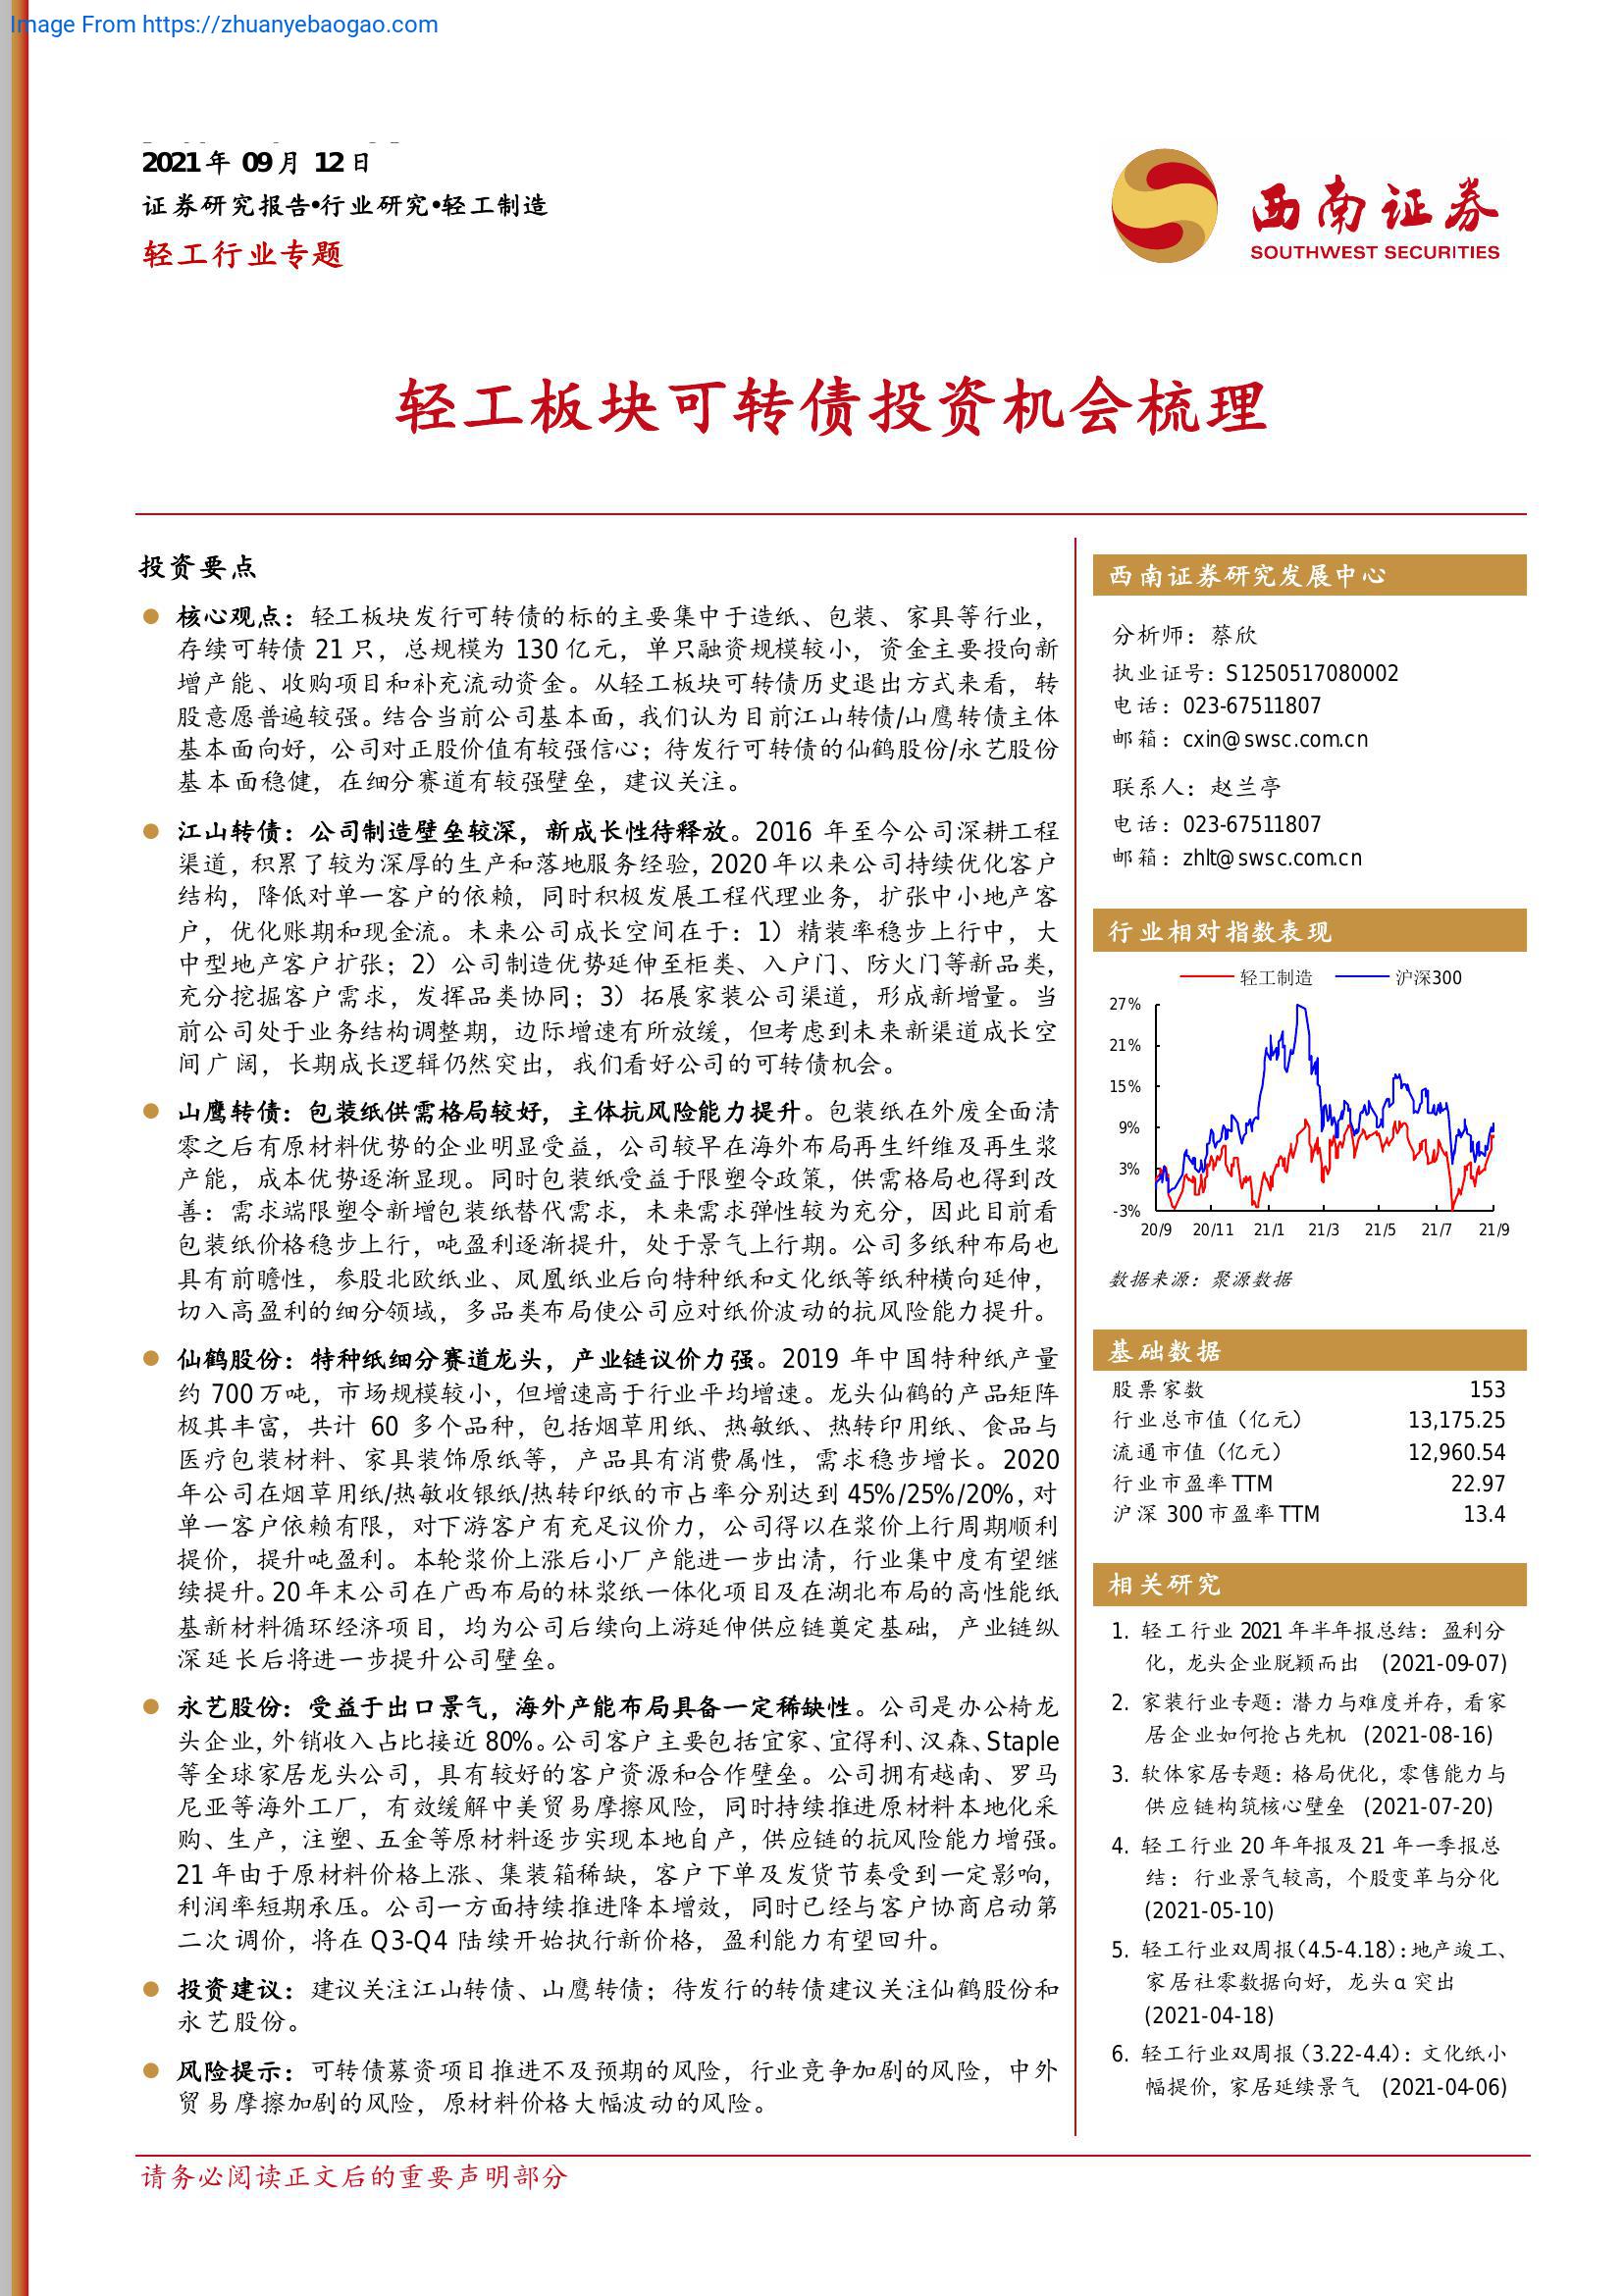 Image From https://zhuanyebaogao.com
2021年 09月 12日
证券研究报告•行业研究•轻工制造
轻工行业专题
西南证券
SOUTHWEST SECURITIES
轻工板块可转债投资机会梳理
投资要点
核心观点：轻工板块发行可转债的标的主要集中于造纸、包装、家具等行业，
存续可转债 21 只，总规模为 130 亿元，单只融资规模较小，资金主要投向新
增产能、收购项目和补充流动资金。从轻工板块可转债历史退出方式来看，转
股意愿普遍较强。结合当前公司基本面，我们认为目前江山转债/山鹰转债主体
基本面向好，公司对正股价值有较强信心；待发行可转债的仙鹤股份/永艺股份
基本面稳健，在细分赛道有较强壁垒，建议关注。
江山转债：公司制造壁垒较深，新成长性待释放。2016 年至今公司深耕工程
渠道，积累了较为深厚的生产和落地服务经验，2020 年以来公司持续优化客户
结构，降低对单一客户的依赖，同时积极发展工程代理业务，扩张中小地产客
户，优化账期和现金流。未来公司成长空间在于：1）精装率稳步上行中，大
中型地产客户扩张；2）公司制造优势延伸至柜类、入户门、防火门等新品类，
充分挖掘客户需求，发挥品类协同；3）拓展家装公司渠道，形成新增量。当
前公司处于业务结构调整期，边际增速有所放缓，但考虑到未来新渠道成长空
间广阔，长期成长逻辑仍然突出，我们看好公司的可转债机会。
山鹰转债：包装纸供需格局较好，主体抗风险能力提升。包装纸在外废全面清
零之后有原材料优势的企业明显受益，公司较早在海外布局再生纤维及再生浆
产能，成本优势逐渐显现。同时包装纸受益于限塑令政策，供需格局也得到改
善：需求端限塑令新增包装纸替代需求，未来需求弹性较为充分，因此目前看
包装纸价格稳步上行，吨盈利逐渐提升，处于景气上行期。公司多纸种布局也
具有前瞻性，参股北欧纸业、凤凰纸业后向特种纸和文化纸等纸种横向延伸，
切入高盈利的细分领域，多品类布局使公司应对纸价波动的抗风险能力提升。
仙鹤股份：特种纸细分赛道龙头，产业链议价力强。2019 年中国特种纸产量
约 700 万吨，市场规模较小，但增速高于行业平均增速。龙头仙鹤的产品矩阵
极其丰富，共计 60 多个品种，包括烟草用纸、热敏纸、热转印用纸、食品与
医疗包装材料、家具装饰原纸等，产品具有消费属性，需求稳步增长。2020
年公司在烟草用纸/热敏收银纸/热转印纸的市占率分别达到 45%/25%/20%，对
单一客户依赖有限，对下游客户有充足议价力，公司得以在浆价上行周期顺利
提价，提升吨盈利。本轮浆价上涨后小厂产能进一步出清，行业集中度有望继
续提升。20 年末公司在广西布局的林浆纸一体化项目及在湖北布局的高性能纸
基新材料循环经济项目，均为公司后续向上游延伸供应链奠定基础，产业链纵
深延长后将进一步提升公司壁垒。
永艺股份：受益于出口景气，海外产能布局具备一定稀缺性。公司是办公椅龙
头企业，外销收入占比接近 80%。公司客户主要包括宜家、宜得利、汉森、Staple
等全球家居龙头公司，具有较好的客户资源和合作壁垒。公司拥有越南、罗马
尼亚等海外工厂，有效缓解中美贸易摩擦风险，同时持续推进原材料本地化采
购、生产，注塑、五金等原材料逐步实现本地自产，供应链的抗风险能力增强。
21 年由于原材料价格上涨、集装箱稀缺，客户下单及发货节奏受到一定影响，
利润率短期承压。公司一方面持续推进降本增效，同时已经与客户协商启动第
二次调价，将在 Q3-Q4 陆续开始执行新价格，盈利能力有望回升。
投资建议：建议关注江山转债、山鹰转债；待发行的转债建议关注仙鹤股份和
永艺股份。
风险提示：可转债募资项目推进不及预期的风险，行业竞争加剧的风险，中外
贸易摩擦加剧的风险，原材料价格大幅波动的风险。
西南证券研究发展中心
分析师：蔡欣
执业证号：S1250517080002
电话：023-67511807
邮箱：cxin@swsc.com.cn
联系人：赵兰亭
电话：023-67511807
邮箱：zhlt@swsc.com.cn
行业相对指数表现
轻工制造 沪深300
27%
21%
15%
9%
3%
-3%
20/9 20/11 21/1 21/3 21/5 21/7 21/9
数据来源：聚源数据
基础数据
股票家数 153
行业总市值（亿元） 13,175.25
流通市值（亿元） 12,960.54
行业市盈率 TTM 22.97
沪深 300 市盈率 TTM 13.4
相关研究
1. 轻工行业 2021 年半年报总结：盈利分
化，龙头企业脱颖而出 (2021-09-07)
2. 家装行业专题：潜力与难度并存，看家
居企业如何抢占先机 (2021-08-16)
3. 软体家居专题：格局优化，零售能力与
供应链构筑核心壁垒 (2021-07-20)
4. 轻工行业 20 年年报及 21 年一季报总
结：行业景气较高，个股变革与分化
(2021-05-10)
5. 轻工行业双周报（4.5-4.18）：地产竣工、
家居社零数据向好，龙头α突出
(2021-04-18)
6. 轻工行业双周报（3.22-4.4）：文化纸小
幅提价，家居延续景气 (2021-04-06)
请务必阅读正文后的重要声明部分